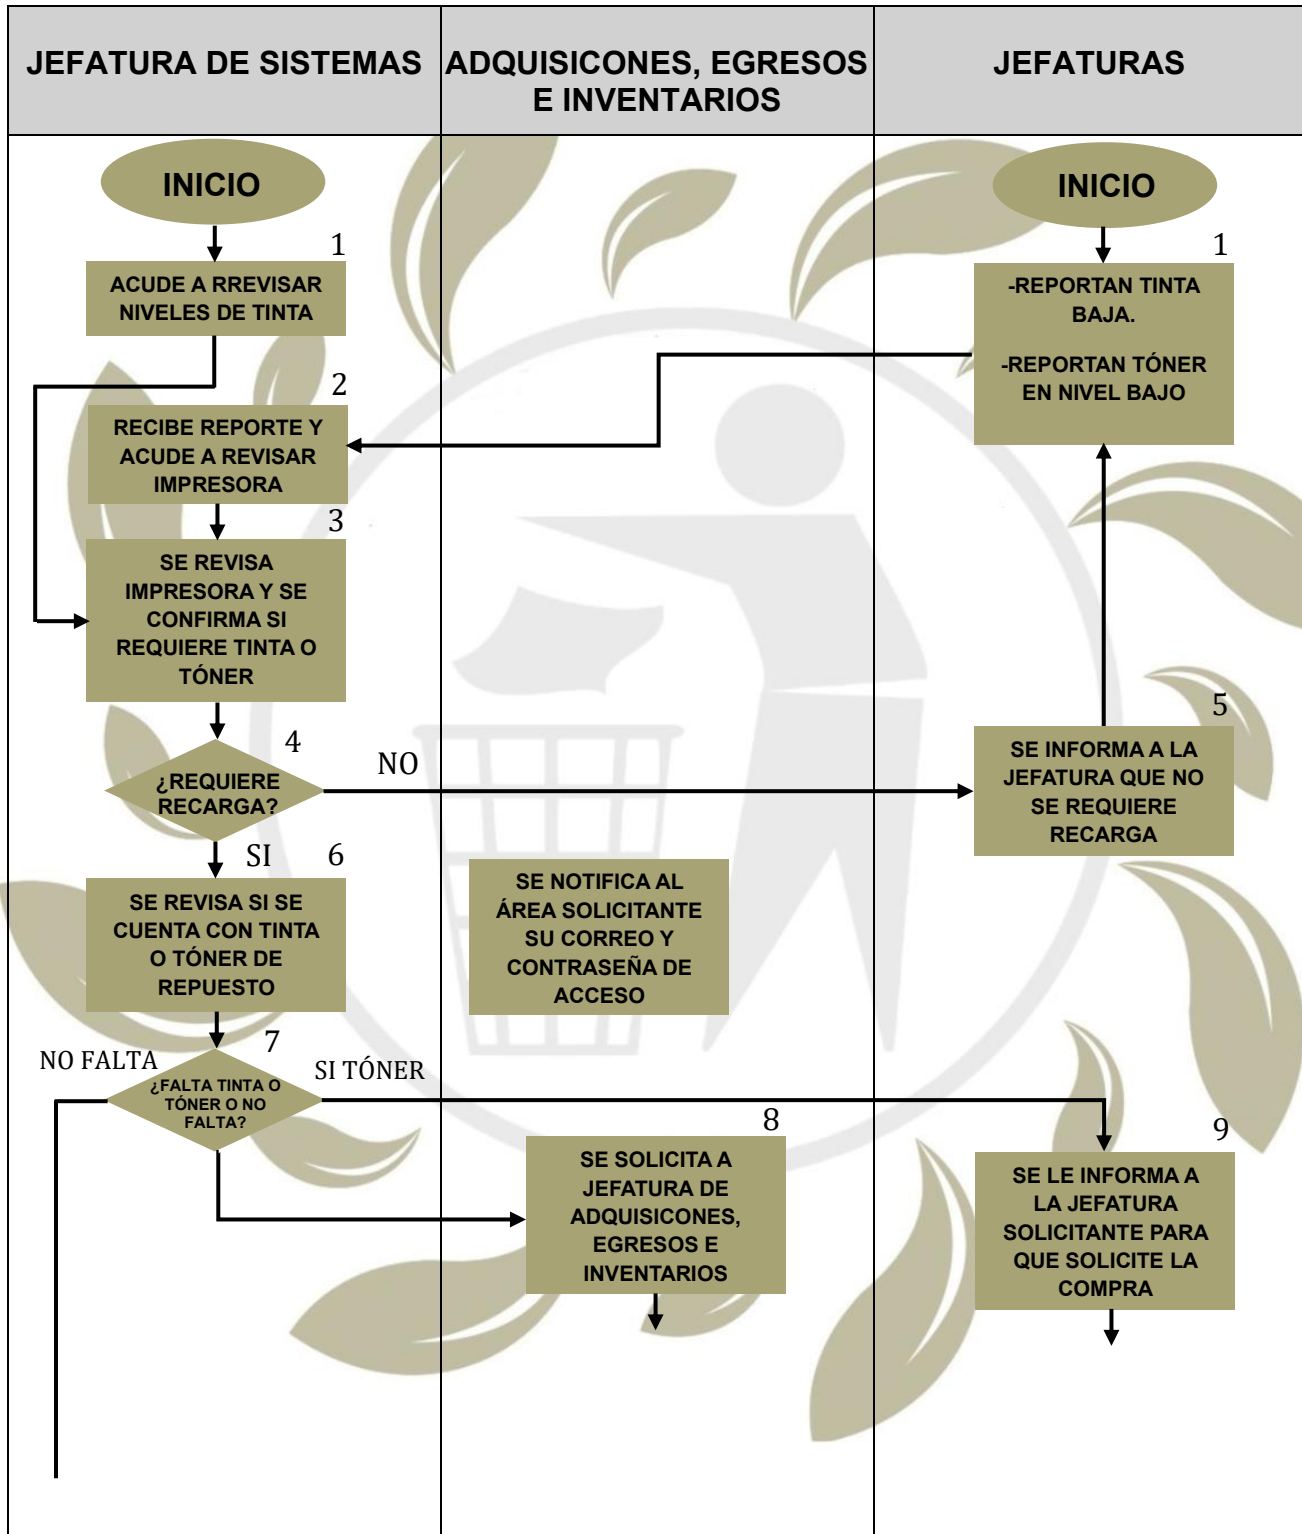 JEFATURA DE SISTEMAS
ADQUISICONES, EGRESOS
E INVENTARIOS
JEFATURAS
INICIO
INICIO
1
ACUDE A RREVISAR
NIVELES DE TINTA
1
-REPORTAN TINTA
BAJA.
-REPORTAN TÓNER
EN NIVEL BAJO
2
RECIBE REPORTE Y
ACUDE A REVISAR
IMPRESORA
3
SE REVISA
IMPRESORA Y SE
CONFIRMA SI
REQUIERE TINTA O
TÓNER
4
¿REQUIERE
RECARGA?
NO
5
SE INFORMA A LA
JEFATURA QUE NO
SE REQUIERE
RECARGA
SI
6
SE REVISA SI SE
CUENTA CON TINTA
O TÓNER DE
REPUESTO
SE NOTIFICA AL
ÁREA SOLICITANTE
SU CORREO Y
CONTRASEÑA DE
ACCESO
7
NO FALTA
¿FALTA TINTA O
TÓNER O NO
FALTA?
SI TÓNER
8
SE SOLICITA A
JEFATURA DE
ADQUISICONES,
EGRESOS E
INVENTARIOS
9
SE LE INFORMA A
LA JEFATURA
SOLICITANTE PARA
QUE SOLICITE LA
COMPRA